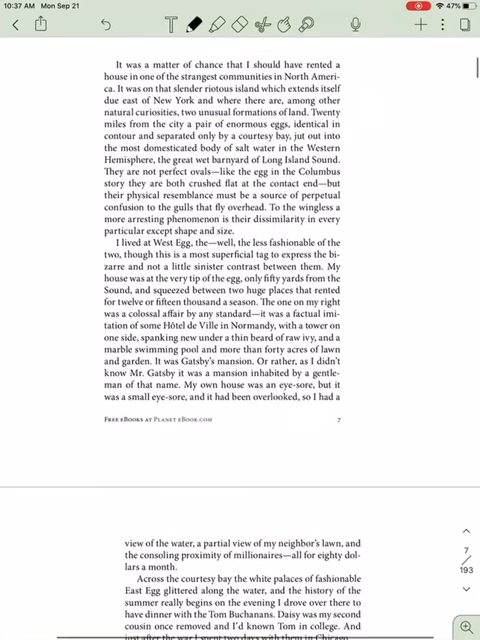 10:37 AM Mon Sep 21
47%
It was a matter of chance that I should have rented a
house in one of the strangest communities in North Ameri-
ca. It was on that slender riotous island which extends itself
due east of New York and where there are, among other
natural curiosities, two unusual formations of land. Twenty
miles from the city a pair of enormous eggs, identical in
contour and separated only by a courtesy bay, jut out into
the most domesticated body of salt water in the Western
Hemisphere, the great wet barnyard of Long Island Sound.
They are not perfect ovals—like the egg in the Columbus
story they are both crushed flat at the contact end—but
their physical resemblance must be a source of perpetual
confusion to the gulls that fly overhead. To the wingless a
more arresting phenomenon is their dissimilarity in every
particular except shape and size.
I lived at West Egg, the—well, the less fashionable of the
two, though this is a most superficial tag to express the bi-
zarre and not a little sinister contrast between them. My
house was at the very tip of the egg, only fifty yards from the
Sound, and squeezed between two huge places that rented
for twelve or fifteen thousand a season. The one on my right
was a colossal affair by any standard—it was a factual imi-
tation of some Hôtel de Ville in Normandy, with a tower on
one side, spanking new under a thin beard of raw ivy, and a
marble swimming pool and more than forty acres of lawn
and garden. It was Gatsby's mansion. Or rather, as I didn't
know Mr. Gatsby it was a mansion inhabited by a gentle-
man of that name. My own house was an eye-sore, but it
was a small eye-sore, and it had been overlooked, so I had a
Free eBooks at Planet eBook.com
7
view of the water, a partial view of my neighbor's lawn, and
the consoling proximity of millionaires—all for eighty dol-
lars a month.
Across the courtesy bay the white palaces of fashionable
East Egg glittered along the water, and the history of the
summer really begins on the evening I drove over there to
have dinner with the Tom Buchanans. Daisy was my second
cousin once removed and I'd known Tom in college. And
just after the war I spent two days with them in Chicago.
7
193